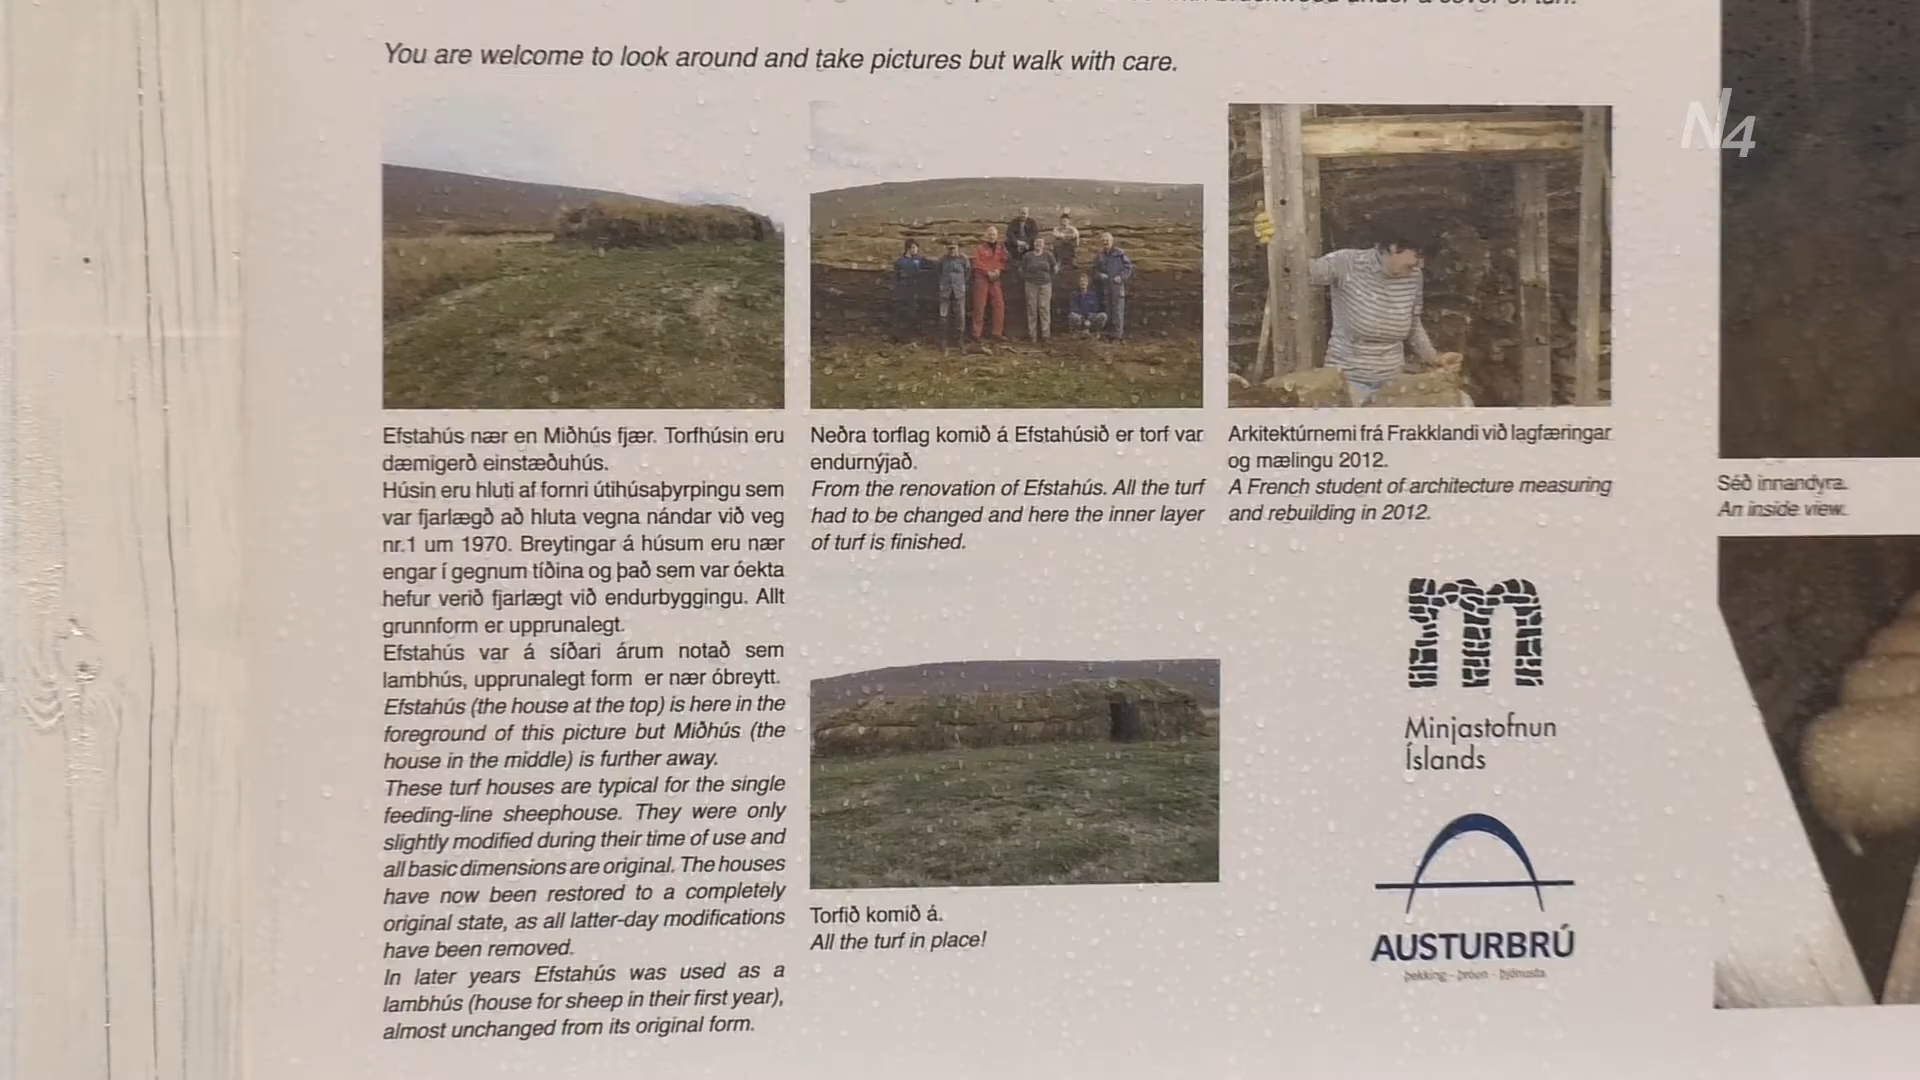 You are welcome to look around and take pictures but walk with care.
N4
Efstahús nær en Miðhús fjær. Torfhúsin eru
dæmigerð einstæðuhús.
Húsin eru hluti af fornri útihúsaþyrpingu sem
var fjarlægð að hluta vegna nándar við veg
nr.1 um 1970. Breytingar á húsum eru nær
engar í gegnum tíðina og það sem var óekta
hefur verið fjarlægt við endurbyggingu. Allt
grunnform er upprunalegt.
Efstahús var á síðari árum notað sem
lambhús, upprunalegt form er nær óbreytt.
Efstahús (the house at the top) is here in the
foreground of this picture but Miðhús (the
house in the middle) is further away.
These turf houses are typical for the single
feeding-line sheephouse. They were only
slightly modified during their time of use and
all basic dimensions are original. The houses
have now been restored to a completely
original state, as all latter-day modifications
have been removed.
In later years Efstahús was used as a
lambhús (house for sheep in their first year),
almost unchanged from its original form.
Neðra torflag komið á Efstahúsið er torf var
endurnýjað.
From the renovation of Efstahús. All the turf
had to be changed and here the inner layer
of turf is finished.
Torfið komið á.
All the turf in place!
Arkitektúrnemi frá Frakklandi við lagfæringar
og mælingu 2012.
A French student of architecture measuring
and rebuilding in 2012.
Minjastofnun
Íslands
AUSTURBRÚ
þekking - þróun - þjónusta
Séð innandyra.
An inside view.